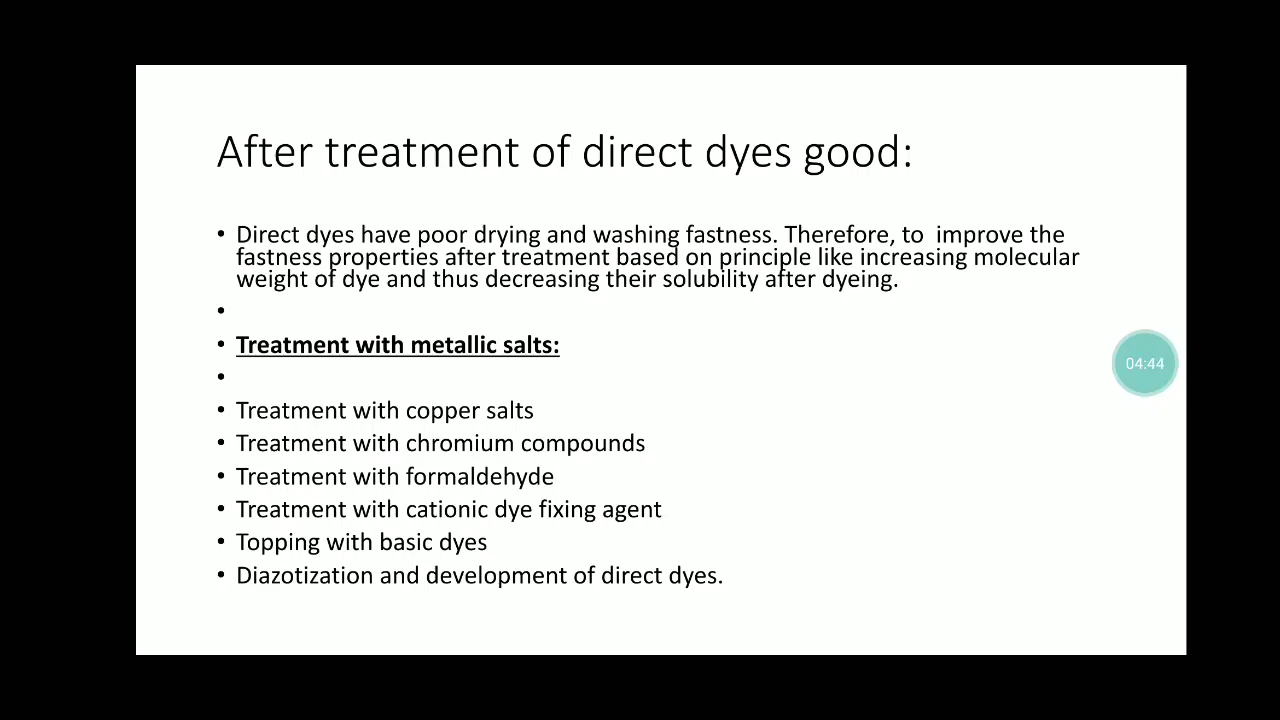 After treatment of direct dyes good:
• Direct dyes have poor drying and washing fastness. Therefore, to  improve the
fastness properties after treatment based on principle like increasing molecular
weight of dye and thus decreasing their solubility after dyeing.
•
• Treatment with metallic salts:
•
• Treatment with copper salts
• Treatment with chromium compounds
• Treatment with formaldehyde
• Treatment with cationic dye fixing agent
• Topping with basic dyes
• Diazotization and development of direct dyes.
04:44